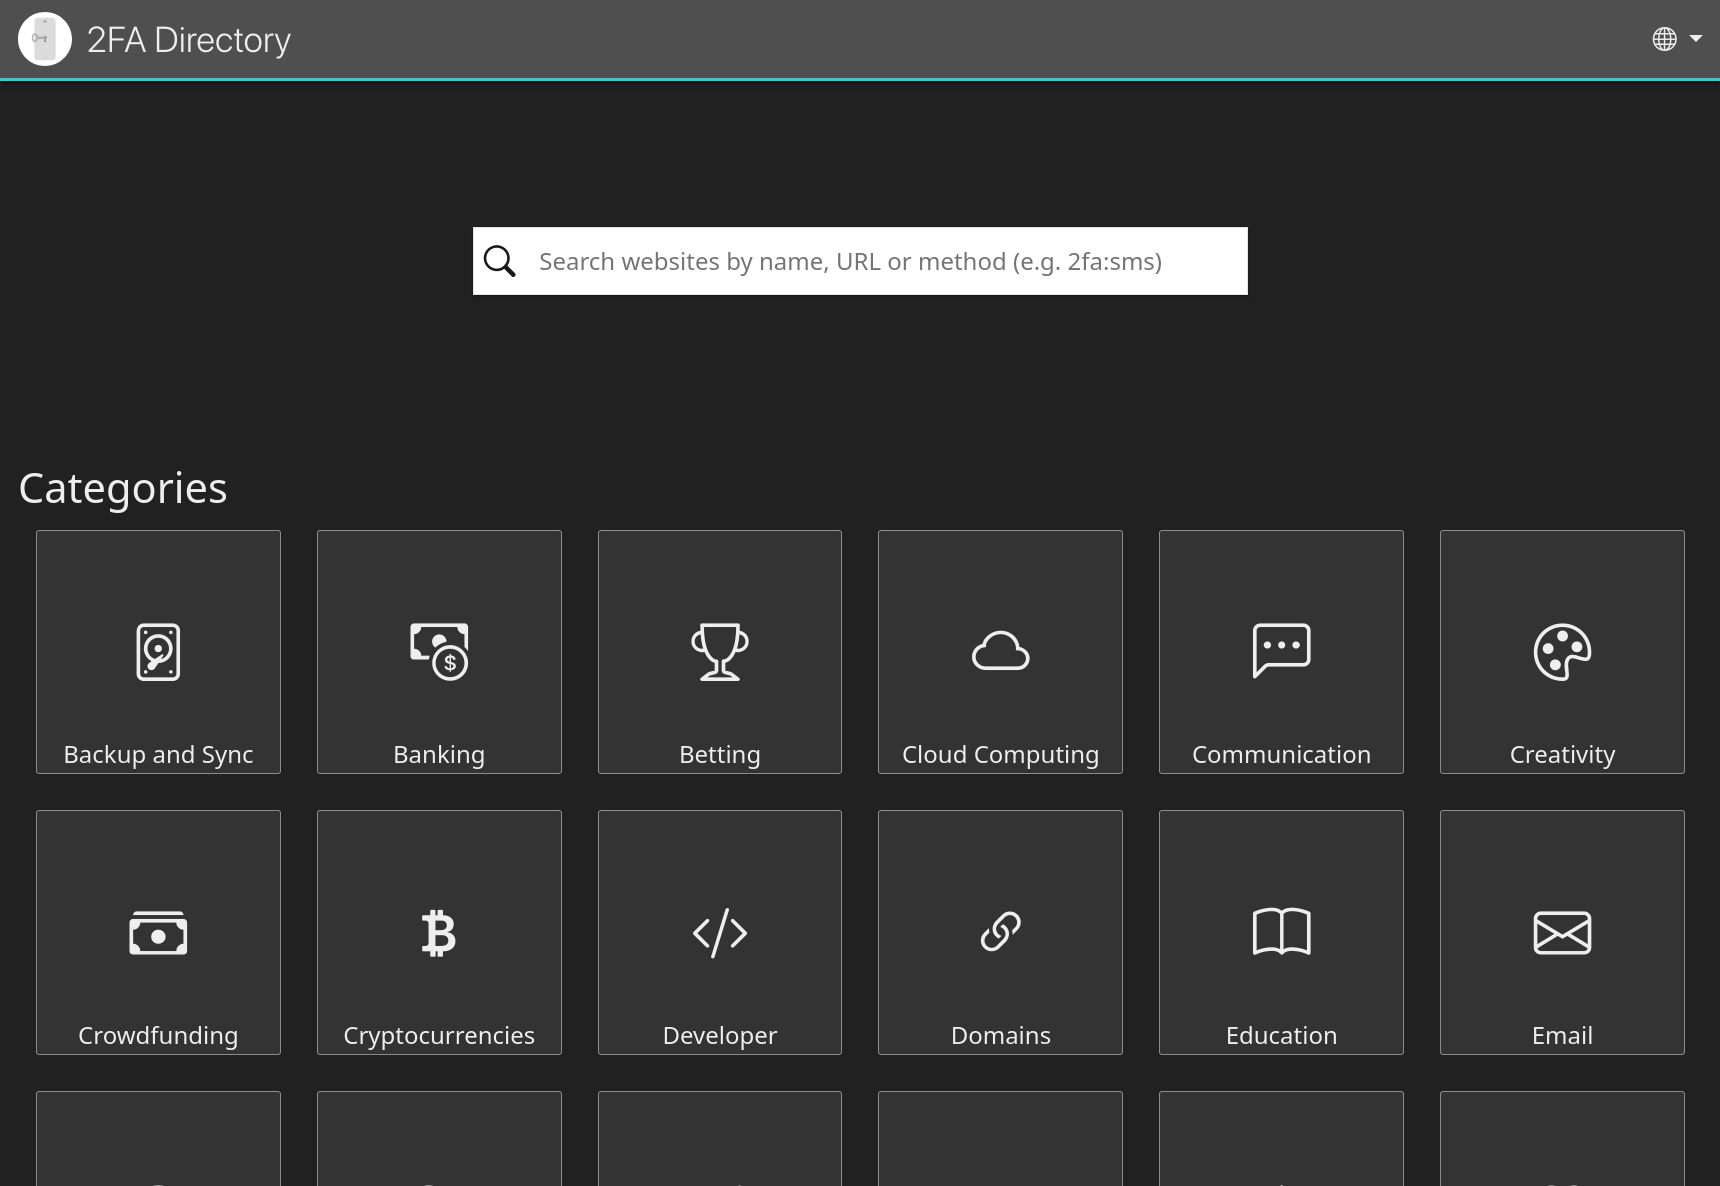 2FA Directory
Search websites by name, URL or method (e.g. 2fa:sms)
Categories
Backup and Sync
Banking
Betting
Cloud Computing
Communication
Creativity
Crowdfunding
Cryptocurrencies
Developer
Domains
Education
Email